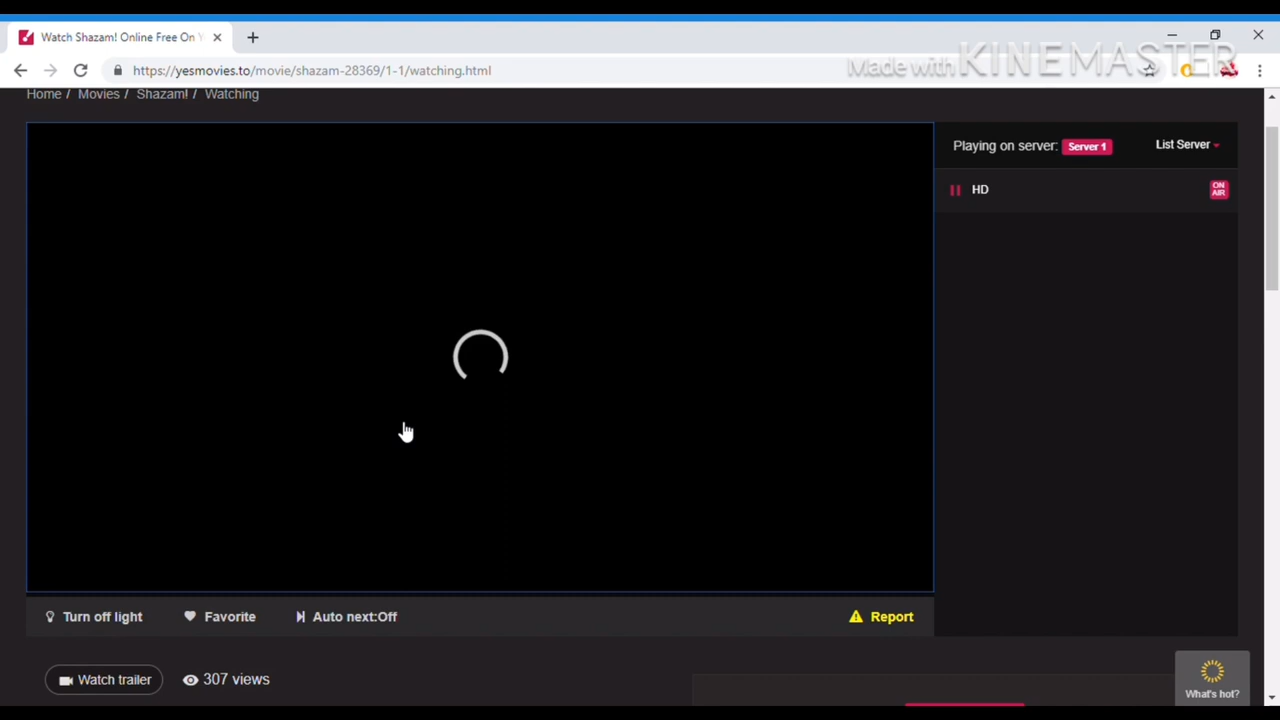 Watch Shazam! Online Free On Y
https://yesmovies.to/movie/shazam-28369/1-1/watching.html
Made with KINEMASTER
Home / Movies / Shazam! / Watching
Playing on server: Server 1 List Server
HD ON AIR
Turn off light Favorite Auto next:Off Report
Watch trailer 307 views
What's hot?